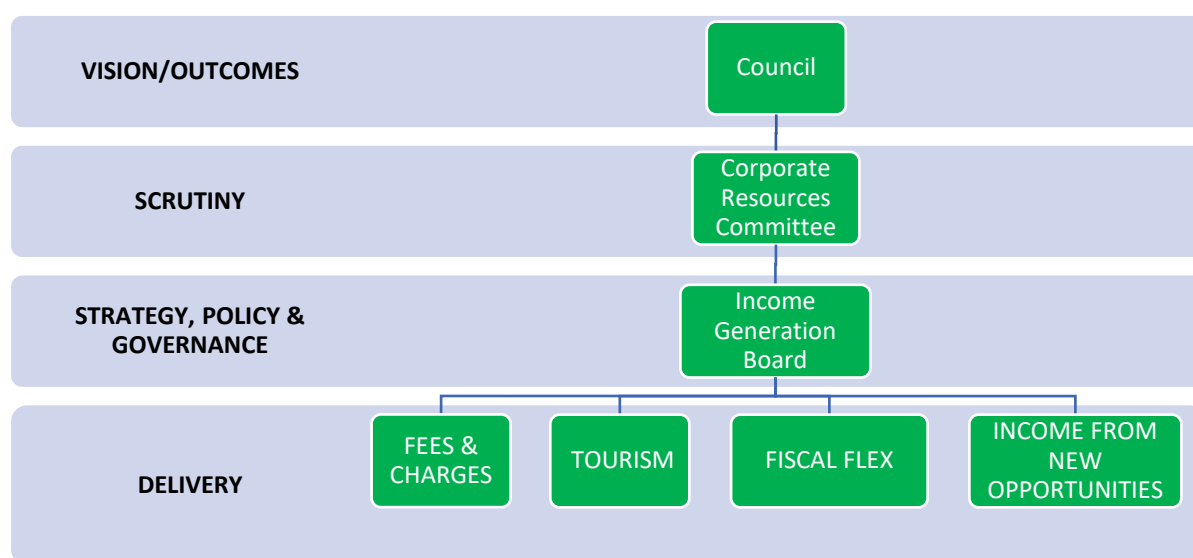 VISION/OUTCOMES
Council
SCRUTINY
Corporate
Resources
Committee
STRATEGY, POLICY &
GOVERNANCE
Income
Generation
Board
DELIVERY
FEES &
CHARGES
TOURISM
FISCAL FLEX
INCOME FROM
NEW
OPPORTUNITIES